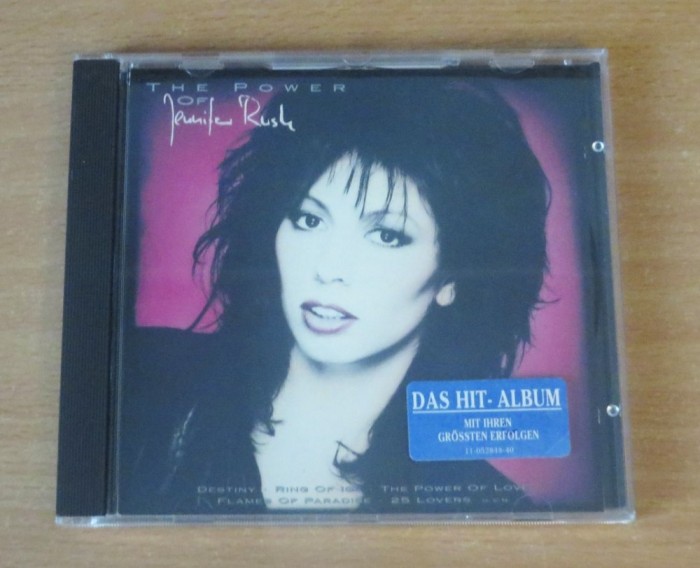 THE POWER
OF
Jennifer Rush
DAS HIT-ALBUM
MIT IHREN
GRÖSSTEN ERFOLGEN
DESTINY - RING OF ICE - THE POWER OF LOVE
FLAMES OF PARADISE - 25 LOVERS